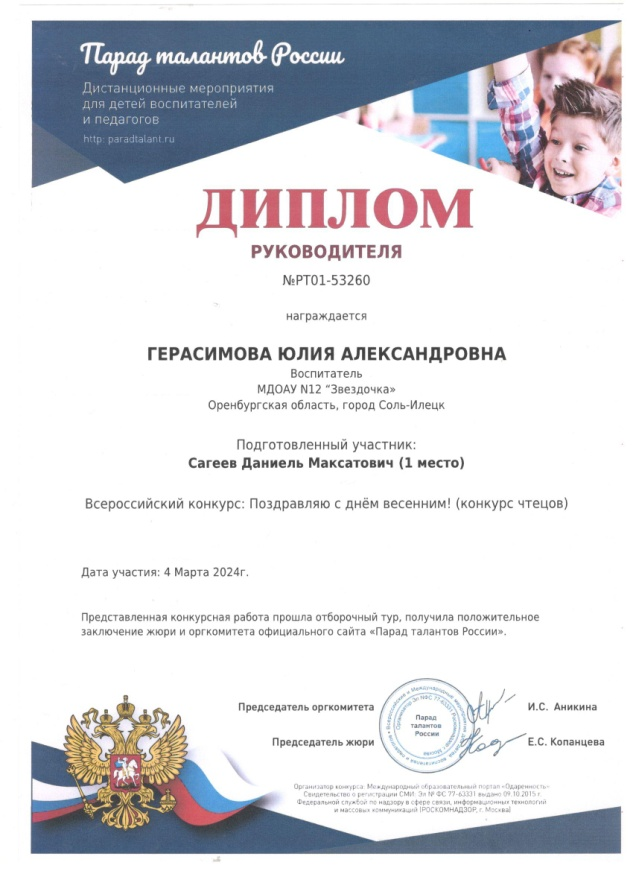 Парад талантов России
Дистанционные мероприятия
для детей воспитателей
и педагогов
http: paradtalant.ru
ДИПЛОМ
РУКОВОДИТЕЛЯ
№РТ01-53260
награждается
ГЕРАСИМОВА ЮЛИЯ АЛЕКСАНДРОВНА
Воспитатель
МДОАУ N12 “Звездочка»
Оренбургская область, город Соль-Илецк
Подготовленный участник:
Сагеев Даниель Максатович (1 место)
Всероссийский конкурс: Поздравляю с днём весенним! (конкурс чтецов)
Дата участия: 4 Марта 2024г.
Представленная конкурсная работа прошла отборочный тур, получила положительное
заключение жюри и оргкомитета официального сайта «Парад талантов России».
Председатель оргкомитета
И.С. Аникина
Парад
талантов
России
Председатель жюри
Е.С. Копанцева
Организатор конкурса: Международный образовательный портал «Одаренность»
Свидетельство о регистрации СМИ: Эл № ФС 77-63331 выдано 09.10.2015 г.
Федеральной службой по надзору в сфере связи, информационных технологий
и массовых коммуникаций (РОСКОМНАДЗОР, г. Москва)